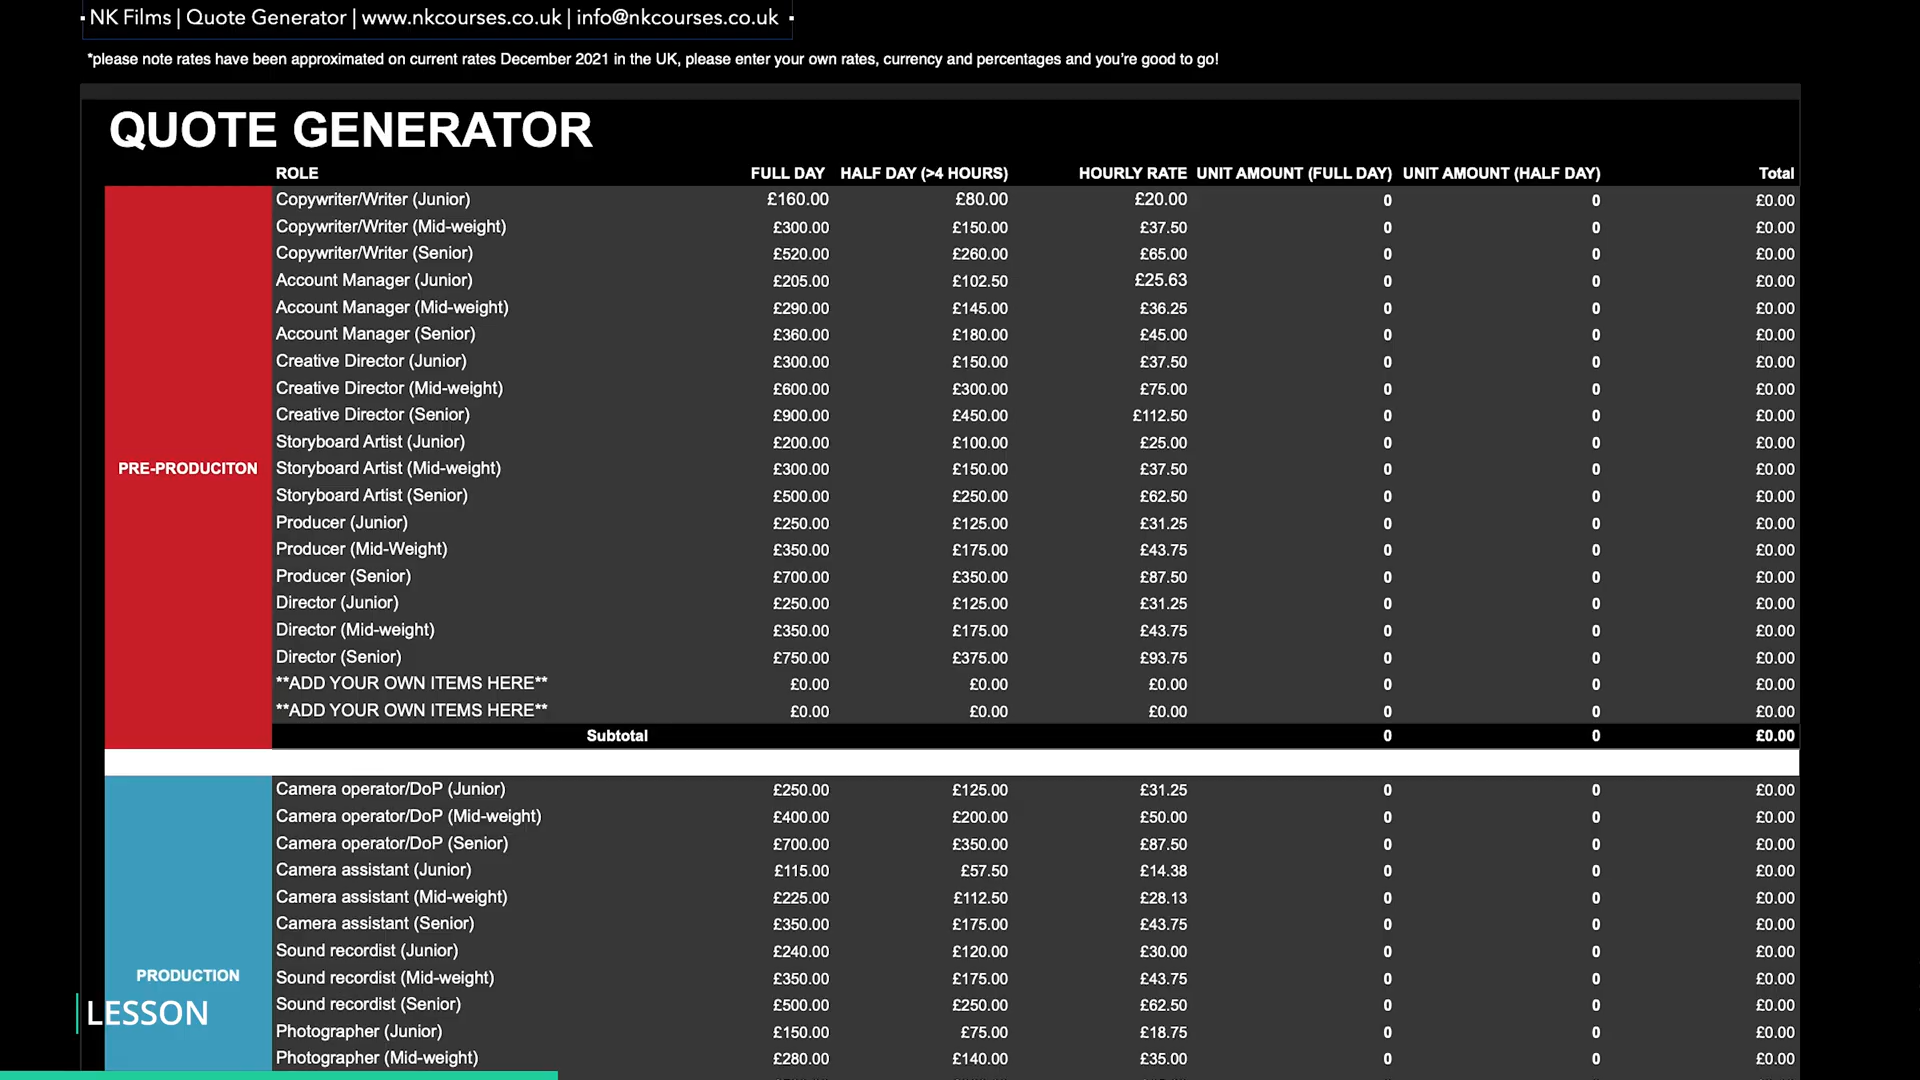 NK Films | Quote Generator | www.nkcourses.co.uk | info@nkcourses.co.uk
*please note rates have been approximated on current rates December 2021 in the UK, please enter your own rates, currency and percentages and you're good to go!
QUOTE GENERATOR
ROLE FULL DAY HALF DAY (>4 HOURS) HOURLY RATE UNIT AMOUNT (FULL DAY) UNIT AMOUNT (HALF DAY) Total
Copywriter/Writer (Junior) £160.00 £80.00 £20.00 0 0 £0.00
Copywriter/Writer (Mid-weight) £300.00 £150.00 £37.50 0 0 £0.00
Copywriter/Writer (Senior) £520.00 £260.00 £65.00 0 0 £0.00
Account Manager (Junior) £205.00 £102.50 £25.63 0 0 £0.00
Account Manager (Mid-weight) £290.00 £145.00 £36.25 0 0 £0.00
Account Manager (Senior) £360.00 £180.00 £45.00 0 0 £0.00
Creative Director (Junior) £300.00 £150.00 £37.50 0 0 £0.00
Creative Director (Mid-weight) £600.00 £300.00 £75.00 0 0 £0.00
Creative Director (Senior) £900.00 £450.00 £112.50 0 0 £0.00
Storyboard Artist (Junior) £200.00 £100.00 £25.00 0 0 £0.00
PRE-PRODUCITON Storyboard Artist (Mid-weight) £300.00 £150.00 £37.50 0 0 £0.00
Storyboard Artist (Senior) £500.00 £250.00 £62.50 0 0 £0.00
Producer (Junior) £250.00 £125.00 £31.25 0 0 £0.00
Producer (Mid-Weight) £350.00 £175.00 £43.75 0 0 £0.00
Producer (Senior) £700.00 £350.00 £87.50 0 0 £0.00
Director (Junior) £250.00 £125.00 £31.25 0 0 £0.00
Director (Mid-weight) £350.00 £175.00 £43.75 0 0 £0.00
Director (Senior) £750.00 £375.00 £93.75 0 0 £0.00
**ADD YOUR OWN ITEMS HERE** £0.00 £0.00 £0.00 0 0 £0.00
**ADD YOUR OWN ITEMS HERE** £0.00 £0.00 £0.00 0 0 £0.00
Subtotal 0 0 £0.00
Camera operator/DoP (Junior) £250.00 £125.00 £31.25 0 0 £0.00
Camera operator/DoP (Mid-weight) £400.00 £200.00 £50.00 0 0 £0.00
Camera operator/DoP (Senior) £700.00 £350.00 £87.50 0 0 £0.00
Camera assistant (Junior) £115.00 £57.50 £14.38 0 0 £0.00
Camera assistant (Mid-weight) £225.00 £112.50 £28.13 0 0 £0.00
Camera assistant (Senior) £350.00 £175.00 £43.75 0 0 £0.00
Sound recordist (Junior) £240.00 £120.00 £30.00 0 0 £0.00
PRODUCTION Sound recordist (Mid-weight) £350.00 £175.00 £43.75 0 0 £0.00
Sound recordist (Senior) £500.00 £250.00 £62.50 0 0 £0.00
LESSON
Photographer (Junior) £150.00 £75.00 £18.75 0 0 £0.00
Photographer (Mid-weight) £280.00 £140.00 £35.00 0 0 £0.00